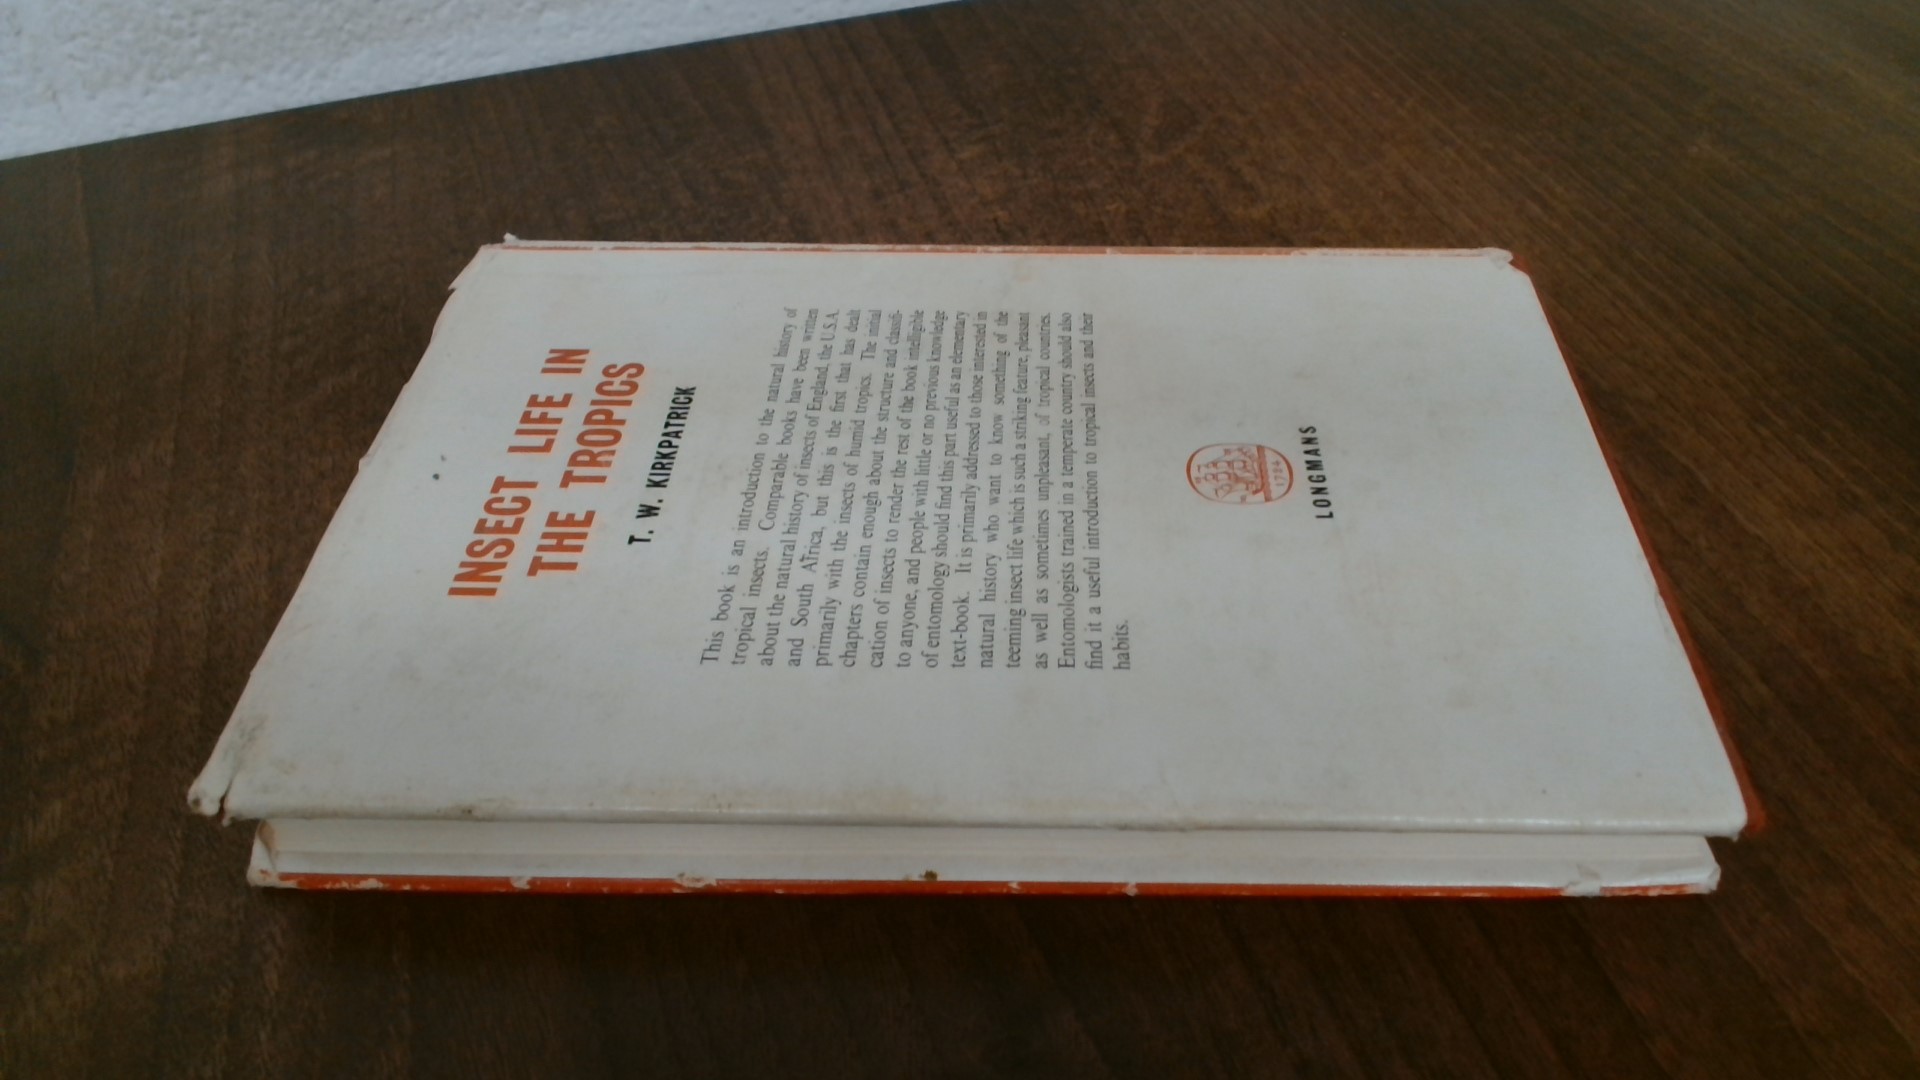 INSECT LIFE IN
THE TROPICS
T. W. KIRKPATRICK
This book is an introduction to the natural history of
tropical insects. Comparable books have been written
about the natural history of insects of England, the U.S.A.
and South Africa, but this is the first that has dealt
primarily with the insects of humid tropics. The initial
chapters contain enough about the structure and classifi-
cation of insects to render the rest of the book intelligible
to anyone, and people with little or no previous knowledge
of entomology should find this part useful as an elementary
text-book. It is primarily addressed to those interested in
natural history who want to know something of the
teeming insect life which is such a striking feature, pleasant
as well as sometimes unpleasant, of tropical countries.
Entomologists trained in a temperate country should also
find it a useful introduction to tropical insects and their
habits.
1724
LONGMANS